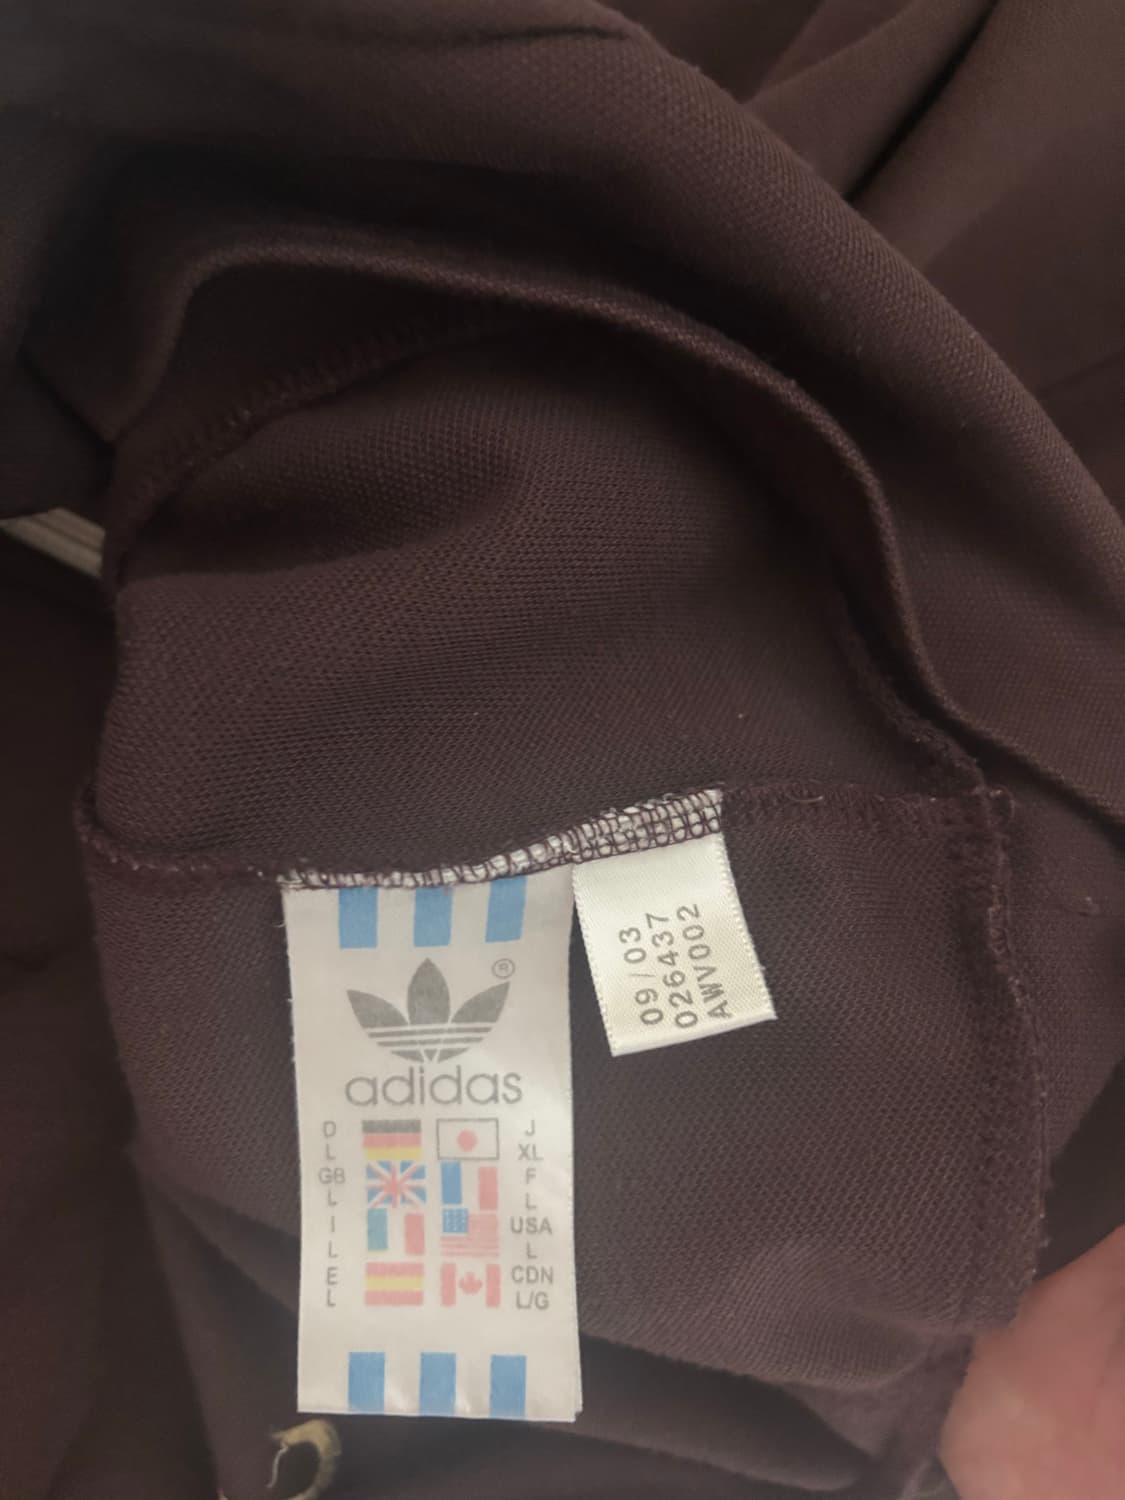 ®
adidas
D J
L XL
GB F
L L
I USA
L L
E CDN
L L/G
09/03
026437
AWV002